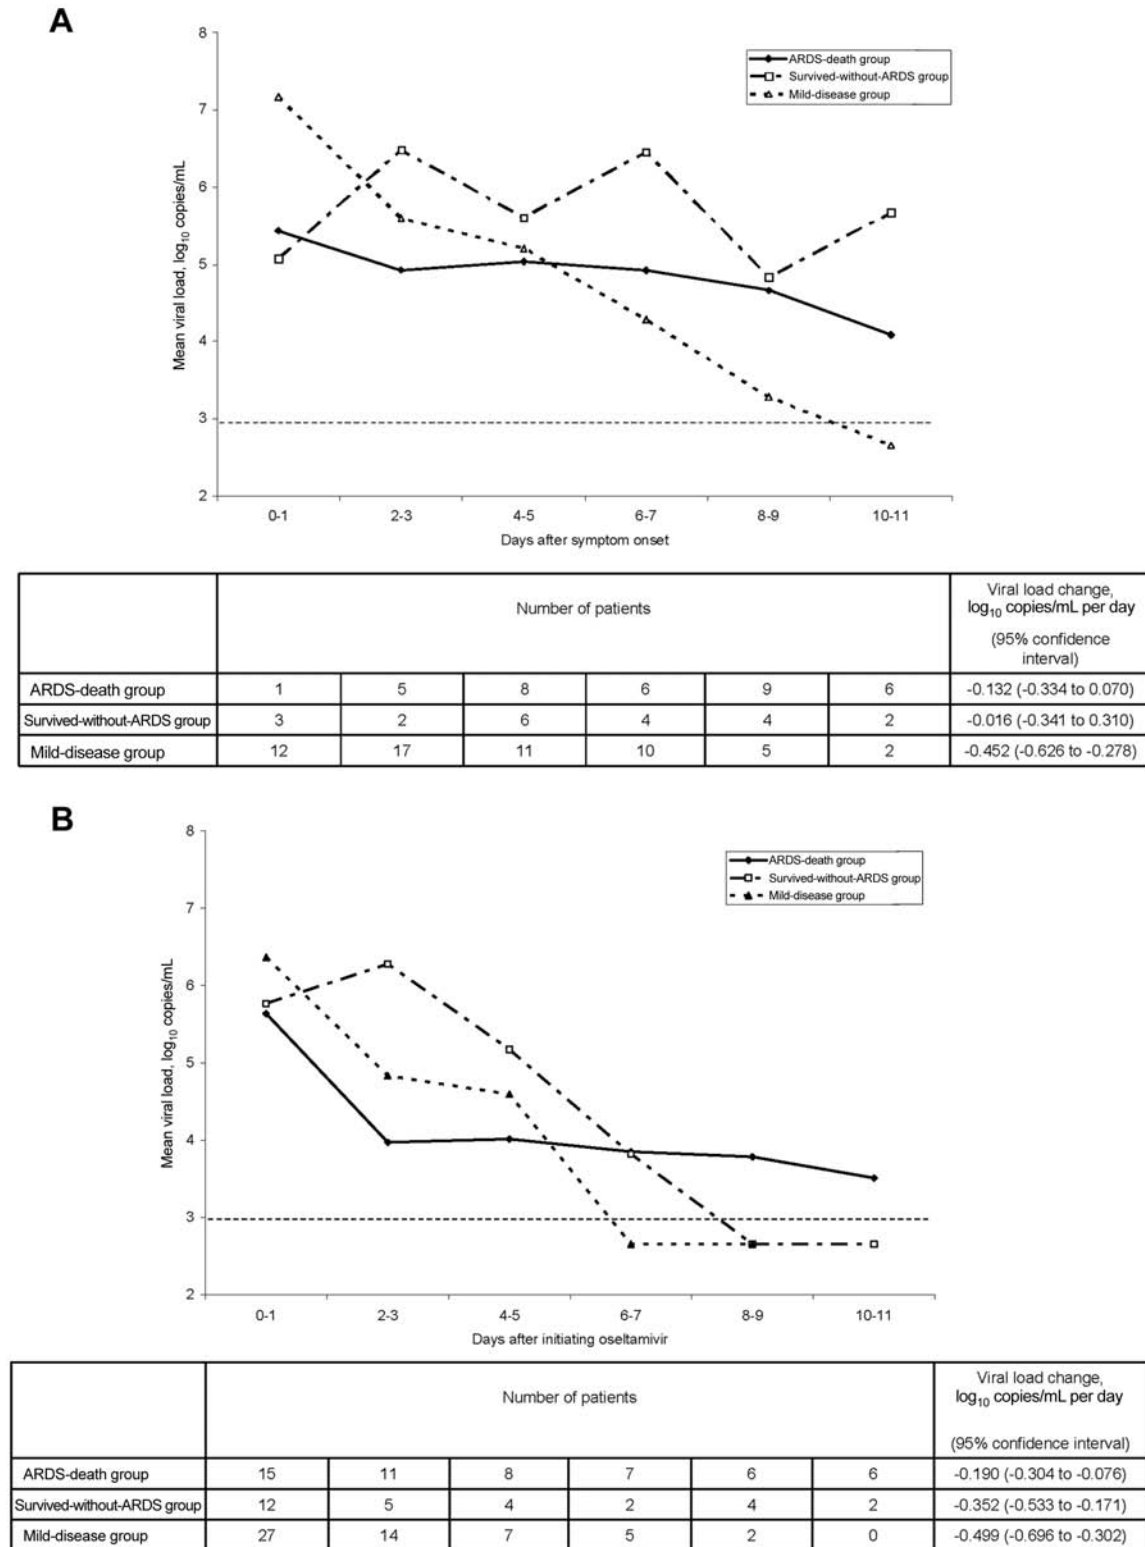 A
8
7
6
5
4
3
2
Mean viral load, log10 copies/mL
ARDS-death group
Survived-without-ARDS group
Mild-disease group
0-1 2-3 4-5 6-7 8-9 10-11
Days after symptom onset
Number of patients
Viral load change,
log10 copies/mL per day
(95% confidence
interval)
ARDS-death group 1 5 8 6 9 6 -0.132 (-0.334 to 0.070)
Survived-without-ARDS group 3 2 6 4 4 2 -0.016 (-0.341 to 0.310)
Mild-disease group 12 17 11 10 5 2 -0.452 (-0.626 to -0.278)
B
8
7
6
5
4
3
2
Mean viral load, log10 copies/mL
ARDS-death group
Survived-without-ARDS group
Mild-disease group
0-1 2-3 4-5 6-7 8-9 10-11
Days after initiating oseltamivir
Number of patients
Viral load change,
log10 copies/mL per day
(95% confidence interval)
ARDS-death group 15 11 8 7 6 6 -0.190 (-0.304 to -0.076)
Survived-without-ARDS group 12 5 4 2 4 2 -0.352 (-0.533 to -0.171)
Mild-disease group 27 14 7 5 2 0 -0.499 (-0.696 to -0.302)